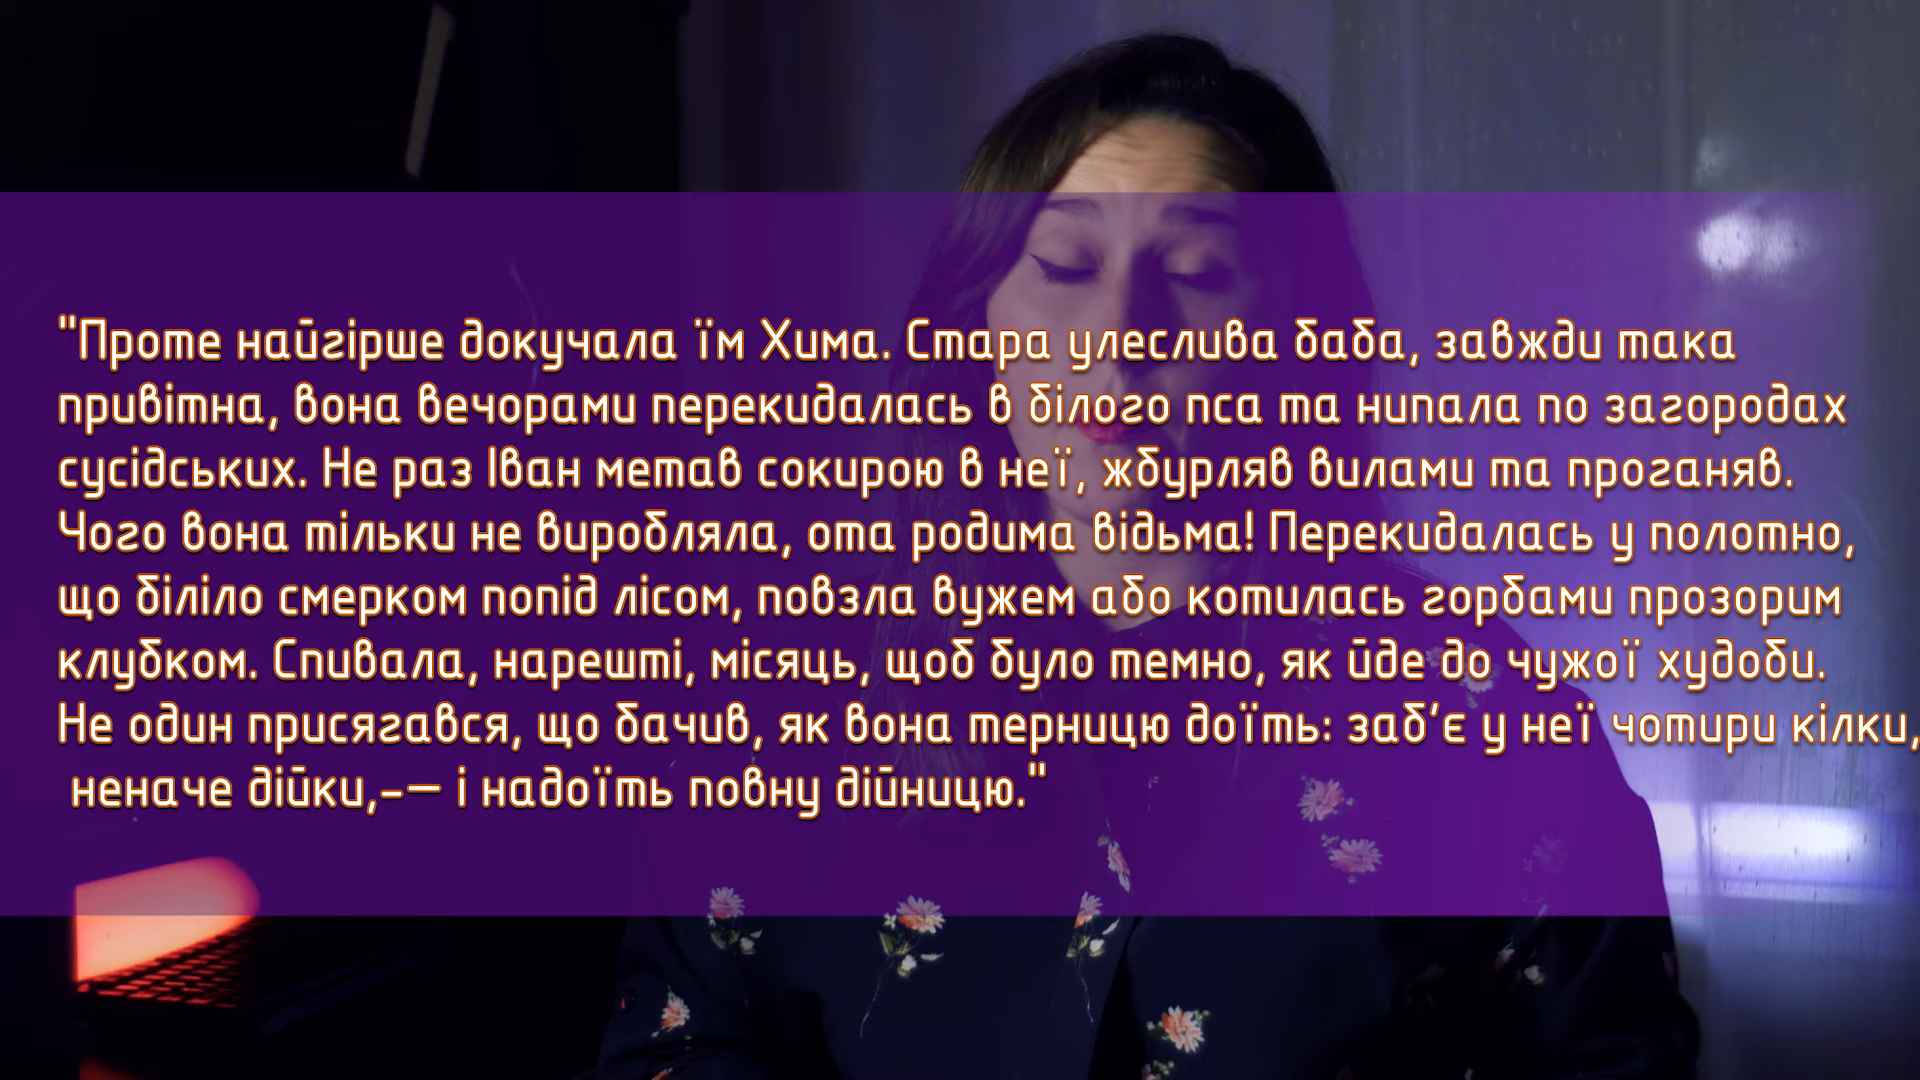 "Проте найгірше докучала їм Хима. Стара улеслива баба, завжди така
привітна, вона вечорами перекидалась в білого пса та нипала по загородах
сусідських. Не раз Іван метав сокирою в неї, жбурляв вилами та проганяв.
Чого вона тільки не виробляла, ота родима відьма! Перекидалась у полотно,
що біліло смерком попід лісом, повзла вужем або котилась горбами прозорим
клубком. Спивала, нарешті, місяць, щоб було темно, як йде до чужої худоби.
Не один присягався, що бачив, як вона терницю доїть: заб’є у неї чотири кілки,
неначе дійки,-— і надоїть повну дійницю."